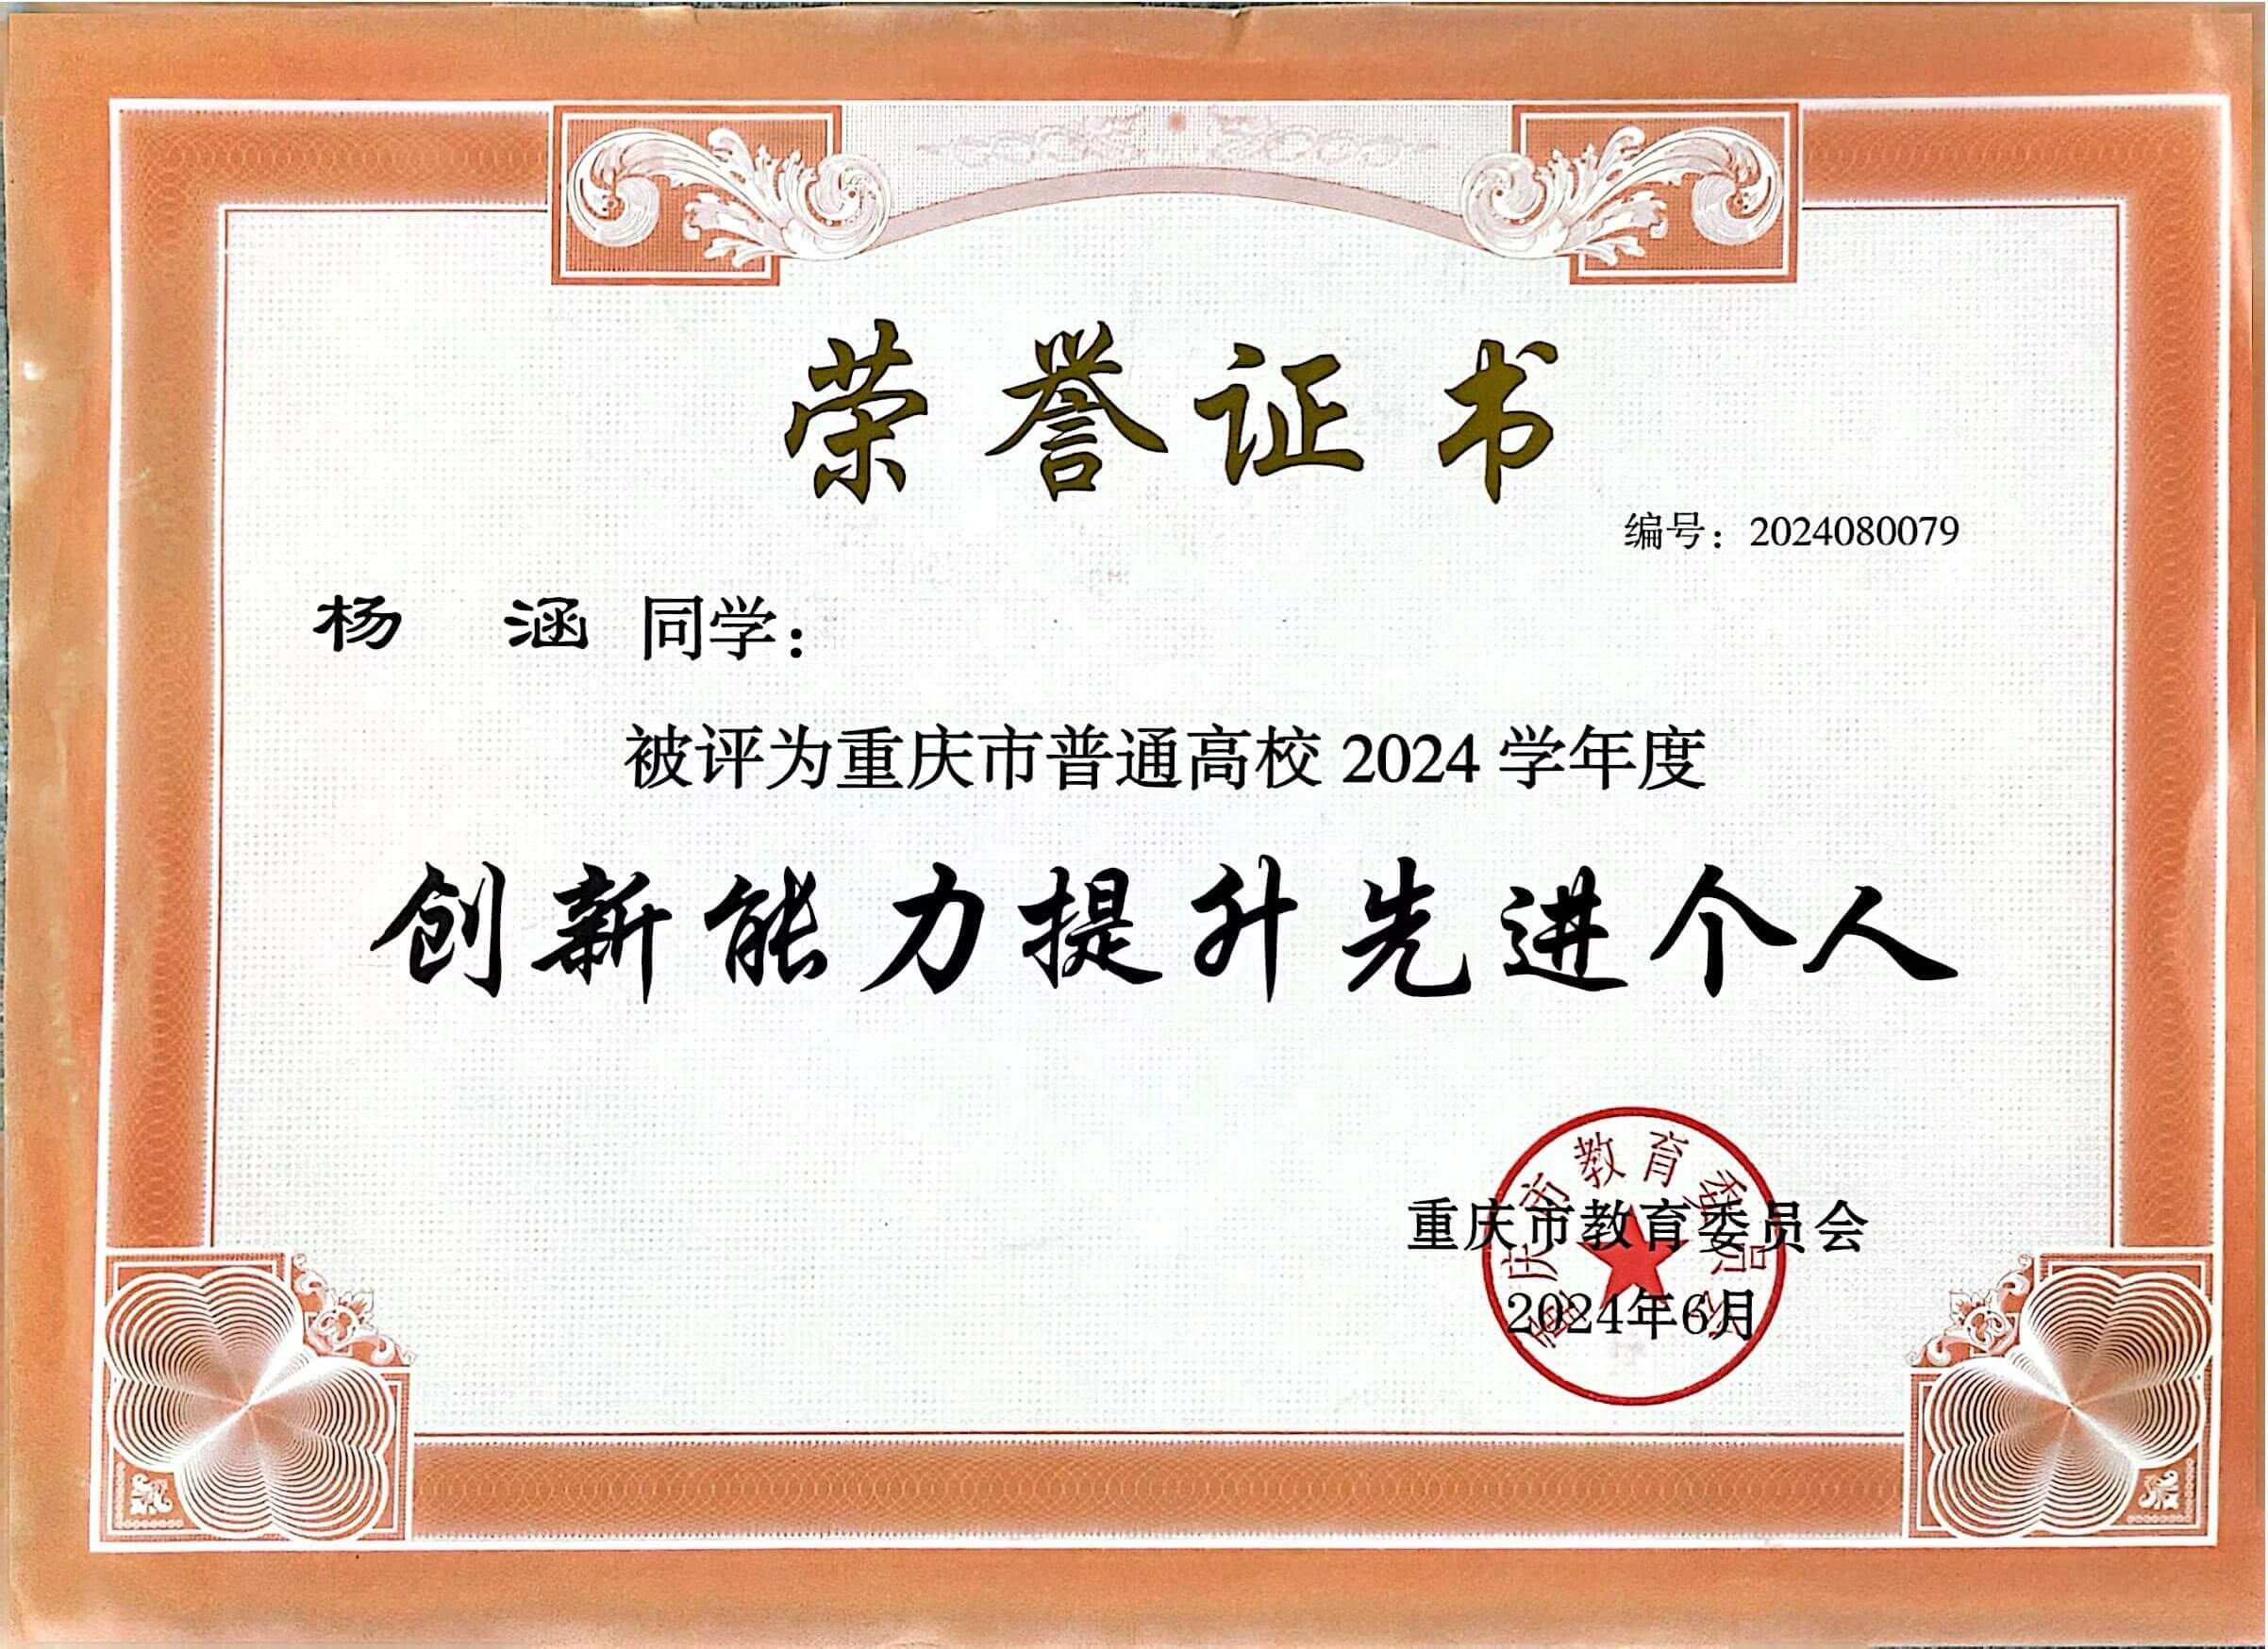 荣誉证书
编号：2024080079
杨 涵 同学：
被评为重庆市普通高校 2024 学年度
创新能力提升先进个人
重庆市教育委员会
重庆市教育委员会
2024年6月